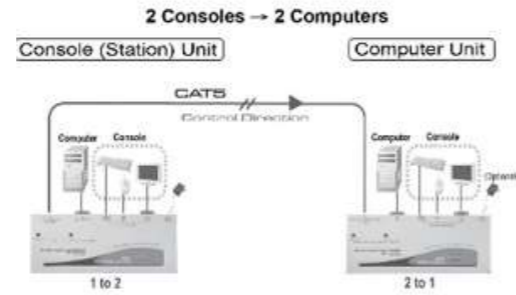 2 Consoles → 2 Computers
Console (Station) Unit
Computer Unit
CAT5
Control Direction
Computer Console
Computer Console
Optional
1 to 2
2 to 1